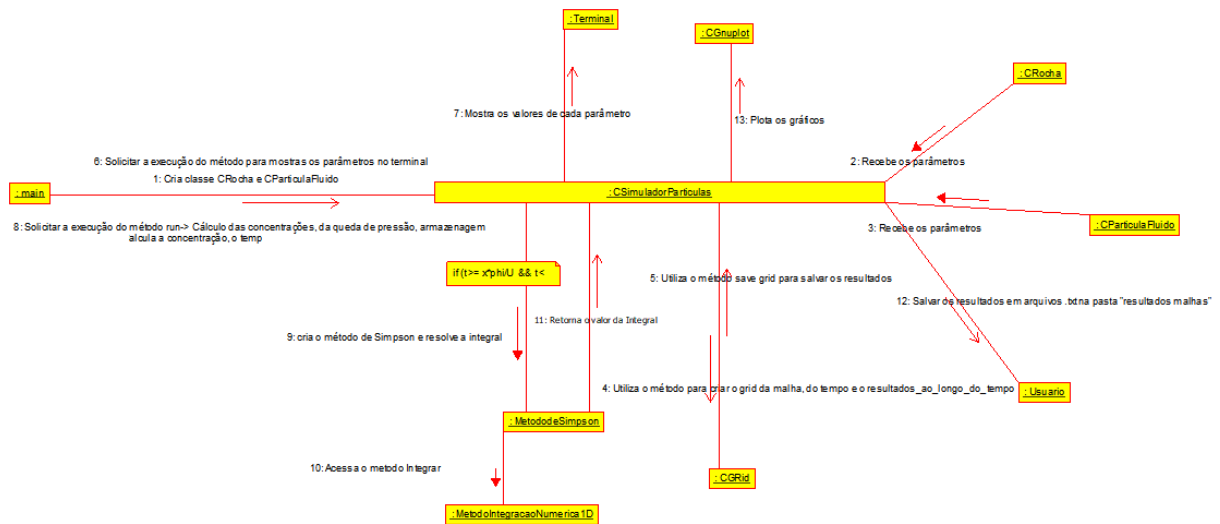 : Terminal
: CGnuplot
: CRocha
7: Mostra os valores de cada parâmetro
13: Plota os gráficos
6: Solicitar a execução do método para mostras os parâmetros no terminal
2: Recebe os parâmetros
1: Cria classe CRocha e CParticulaFluido
: main
: CSimuladorParticulas
8: Solicitar a execução do método run-> Cálculo das concentrações, da queda de pressão, armazenagem
alcula a concentração, o temp
3: Recebe os parâmetros
: CParticulaFluido
if (t>= x*phi/U && t<
5: Utiliza o método save grid para salvar os resultados
12: Salvar os resultados em arquivos .txt na pasta "resultados malhas"
11: Retorna o valor da Integral
9: cria o método de Simpson e resolve a integral
4: Utiliza o método para criar o grid da malha, do tempo e o resultados_ao_longo_do_tempo
: Usuario
: MetododeSimpson
10: Acessa o metodo Integrar
: CGRid
: MetodoIntegracaoNumerica1D